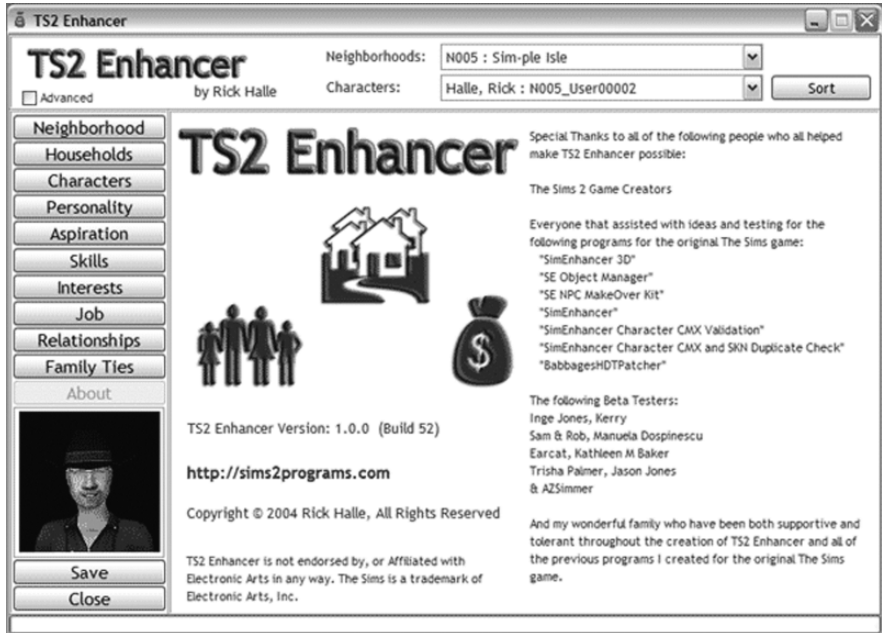 TS2 Enhancer
TS2 Enhancer
by Rick Halle
Advanced
Neighborhoods:
N005 : Sim-ple Isle
Characters:
Halle, Rick : N005_User00002
Sort
Neighborhood
Households
Characters
Personality
Aspiration
Skills
Interests
Job
Relationships
Family Ties
About
Save
Close
TS2 Enhancer
$
TS2 Enhancer Version: 1.0.0 (Build 52)
http://sims2programs.com
Copyright © 2004 Rick Halle, All Rights Reserved
TS2 Enhancer is not endorsed by, or Affiliated with
Electronic Arts in any way. The Sims is a trademark of
Electronic Arts, Inc.
Special Thanks to all of the following people who all helped
make TS2 Enhancer possible:
The Sims 2 Game Creators
Everyone that assisted with ideas and testing for the
following programs for the original The Sims game:
"SimEnhancer 3D"
"SE Object Manager"
"SE NPC MakeOver Kit"
"SimEnhancer"
"SimEnhancer Character CMX Validation"
"SimEnhancer Character CMX and SKN Duplicate Check"
"BabbagesHDTPatcher"
The following Beta Testers:
Inge Jones, Kerry
Sam & Rob, Manuela Dospinescu
Earcat, Kathleen M Baker
Trisha Palmer, Jason Jones
& AZSimmer
And my wonderful family who have been both supportive and
tolerant throughout the creation of TS2 Enhancer and all of
the previous programs I created for the original The Sims
game.